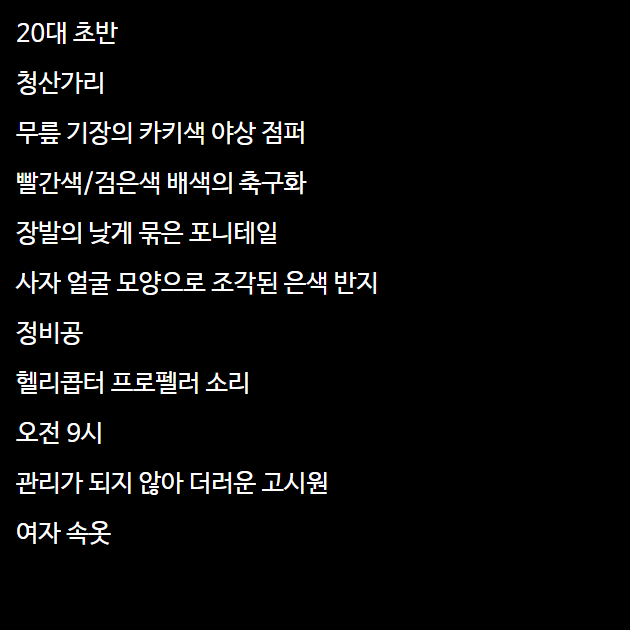 20대 초반
청산가리
무릎 기장의 카키색 야상 점퍼
빨간색/검은색 배색의 축구화
장발의 낮게 묶은 포니테일
사자 얼굴 모양으로 조각된 은색 반지
정비공
헬리콥터 프로펠러 소리
오전 9시
관리가 되지 않아 더러운 고시원
여자 속옷